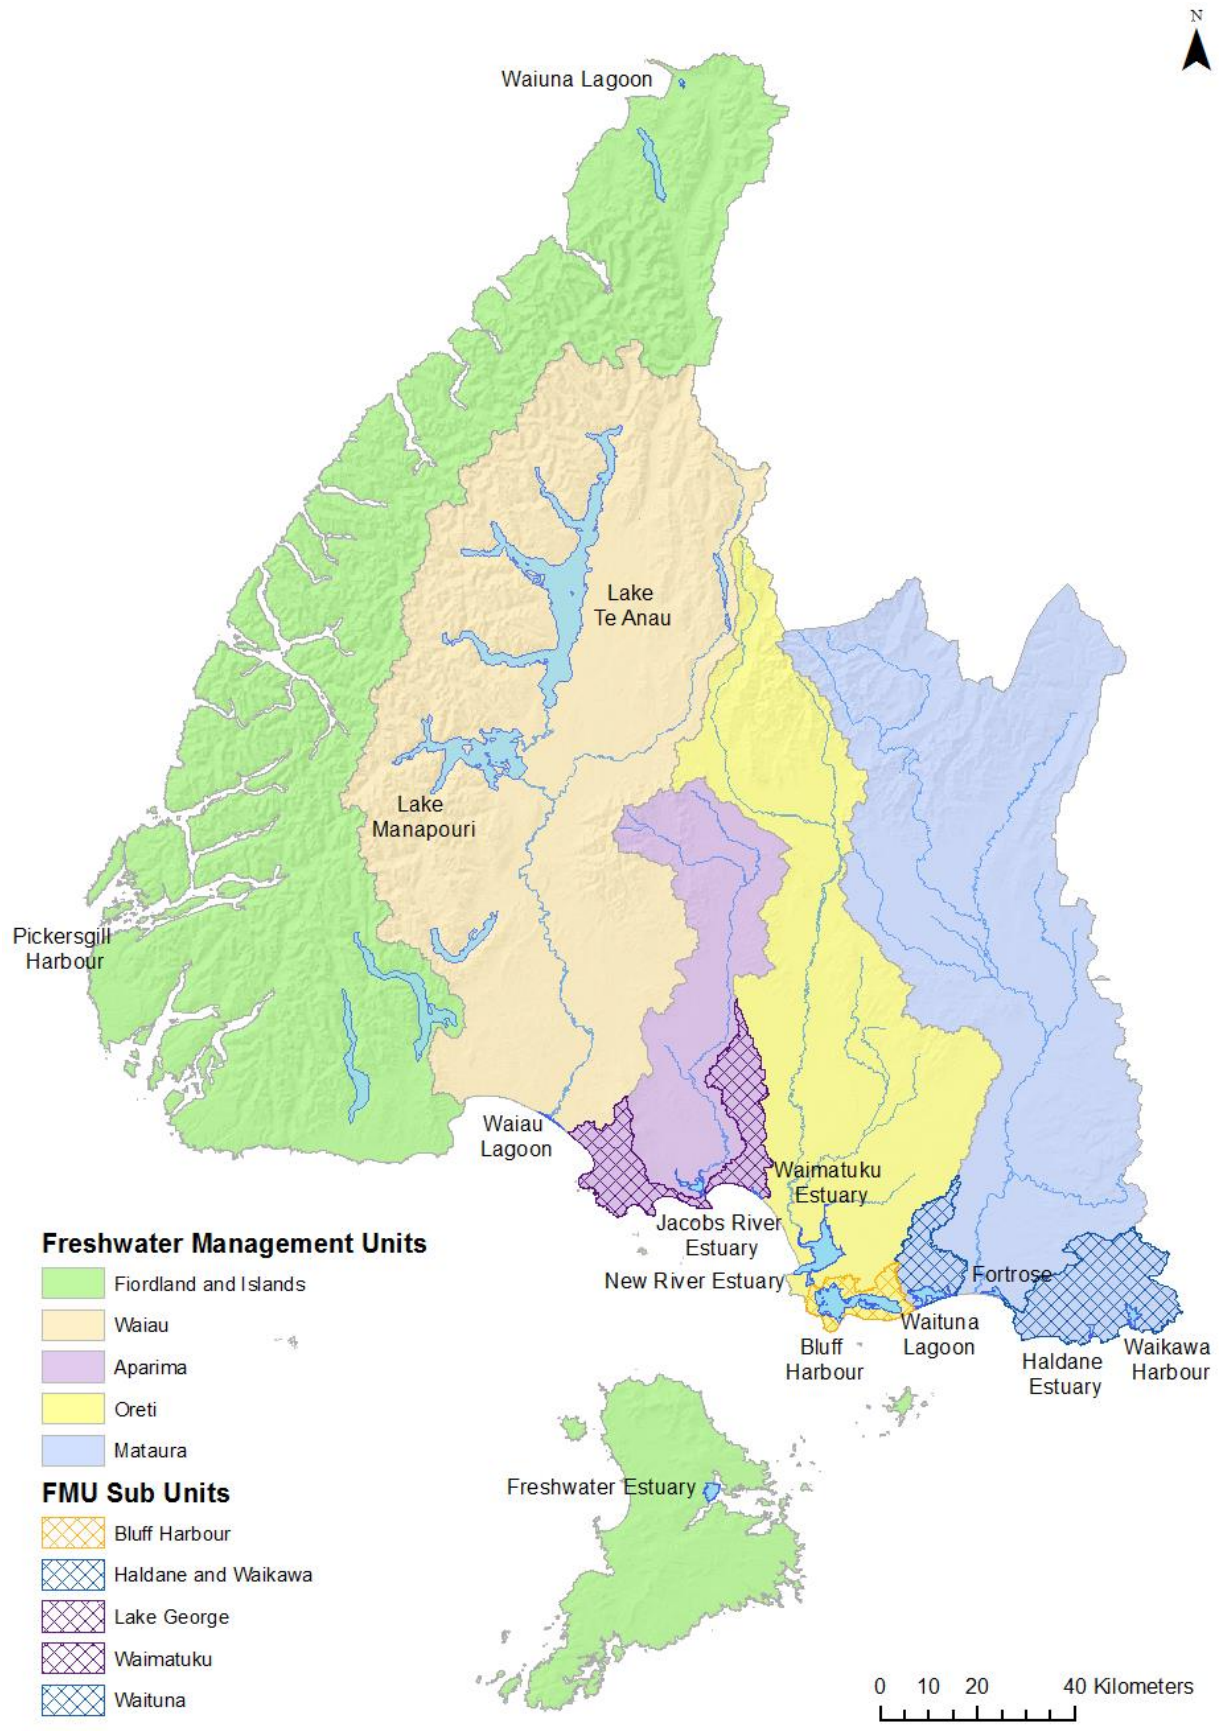 N
Waiuna Lagoon
Lake
Te Anau
Lake
Manapouri
Pickersgill
Harbour
Waiau
Lagoon
Waimatuku
Estuary
Jacobs River
Estuary
New River Estuary
Fortrose
Bluff
Harbour
Waituna
Lagoon
Haldane
Estuary
Waikawa
Harbour
Freshwater Estuary
Freshwater Management Units
Fiordland and Islands
Waiau
Aparima
Oreti
Mataura
FMU Sub Units
Bluff Harbour
Haldane and Waikawa
Lake George
Waimatuku
Waituna
0 10 20 40 Kilometers